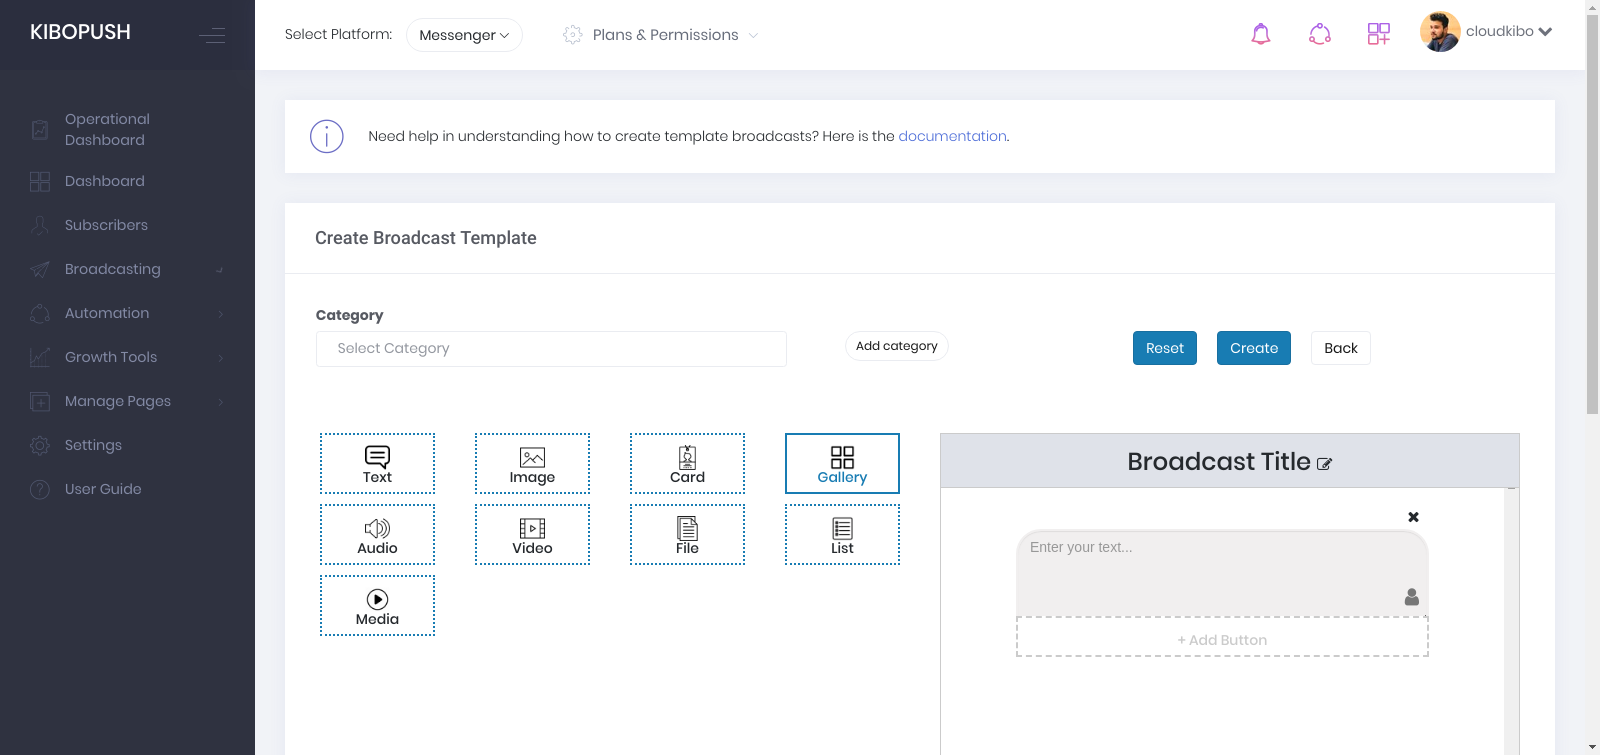 KIBOPUSH
Select Platform: Messenger Plans & Permissions cloudkibo
Operational
Dashboard
Dashboard
Subscribers
Broadcasting
Automation
Growth Tools
Manage Pages
Settings
User Guide
Need help in understanding how to create template broadcasts? Here is the documentation.
Create Broadcast Template
Category
Select Category Add category Reset Create Back
Text Image Card Gallery
Audio Video File List
Media
Broadcast Title
Enter your text...
+ Add Button